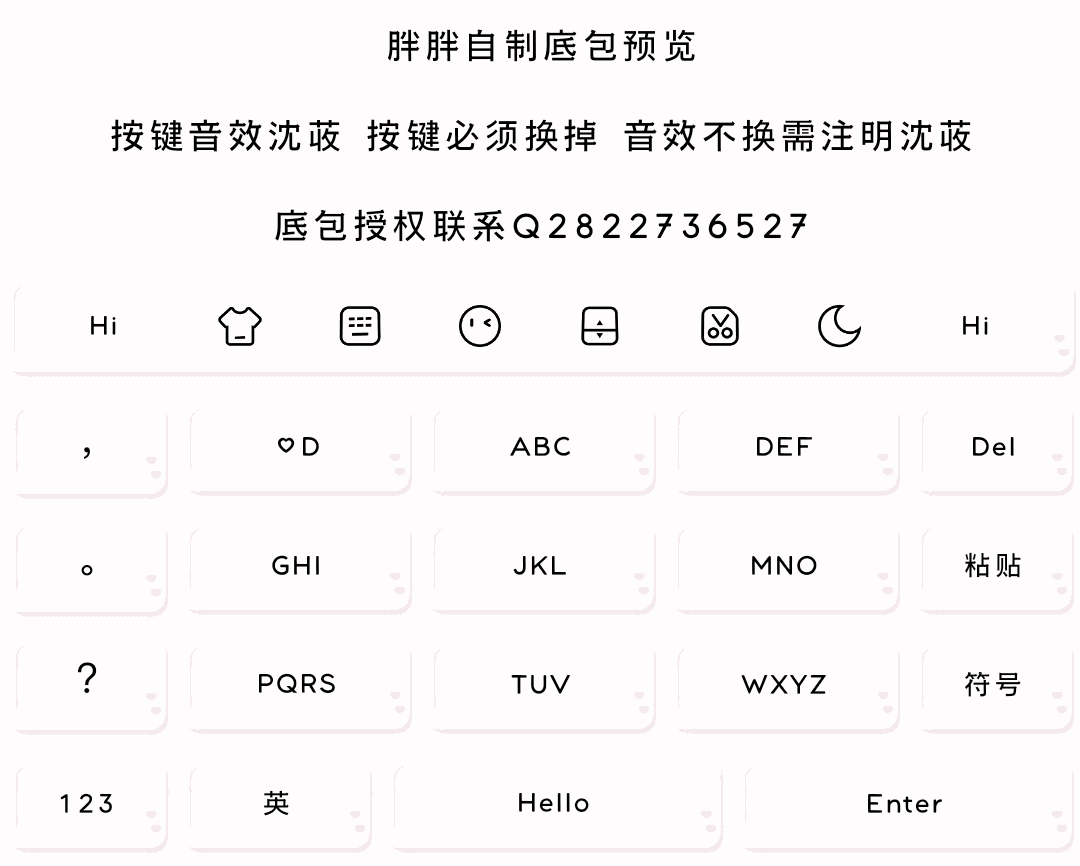 胖胖自制底包预览
按键音效沈蔋 按键必须换掉 音效不换需注明沈蔋
底包授权联系Q2822736527
Hi Hi
， ♡D ABC DEF Del
。 GHI JKL MNO 粘贴
? PQRS TUV WXYZ 符号
123 英 Hello Enter